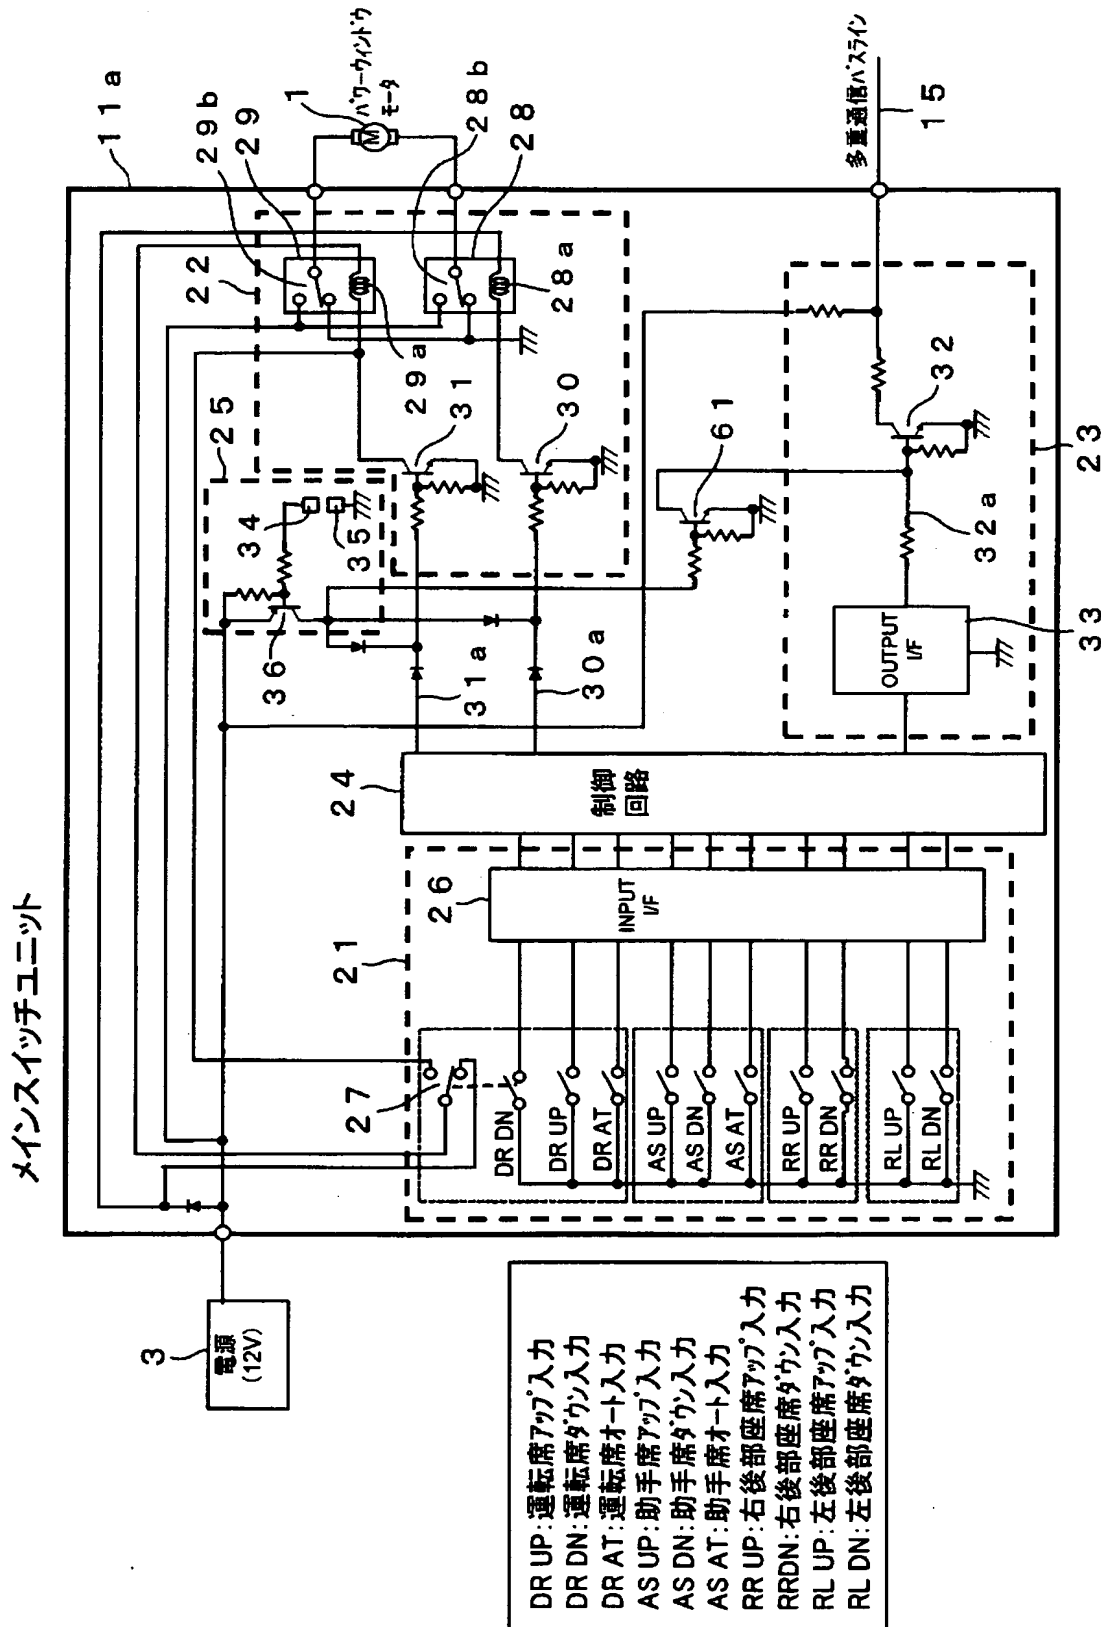 メインスイッチユニット
11a
3
電源
(12V)
21
27
DR DN
DR UP
DR AT
AS UP
AS DN
AS AT
RR UP
RR DN
RL UP
RL DN
26
INPUT
I/F
24
制御
回路
25
34
35
36
31a
30a
22
29b
29
29a
31
30
1
M
パワーウィンドウ
モータ
28b
28
28a
61
多重通信バスライン
15
32
32a
23
33
OUTPUT
I/F
DR UP:運転席アップ入力
DR DN:運転席ダウン入力
DR AT:運転席オート入力
AS UP:助手席アップ入力
AS DN:助手席ダウン入力
AS AT:助手席オート入力
RR UP:右後部座席アップ入力
RRDN:右後部座席ダウン入力
RL UP:左後部座席アップ入力
RL DN:左後部座席ダウン入力